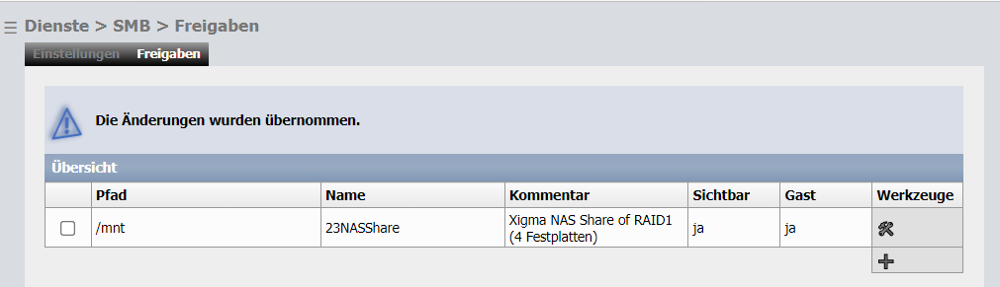 Dienste > SMB > Freigaben
Einstellungen Freigaben
Die Änderungen wurden übernommen.
Übersicht
Pfad Name Kommentar Sichtbar Gast Werkzeuge
/mnt 23NASShare Xigma NAS Share of RAID1 ja ja
(4 Festplatten)